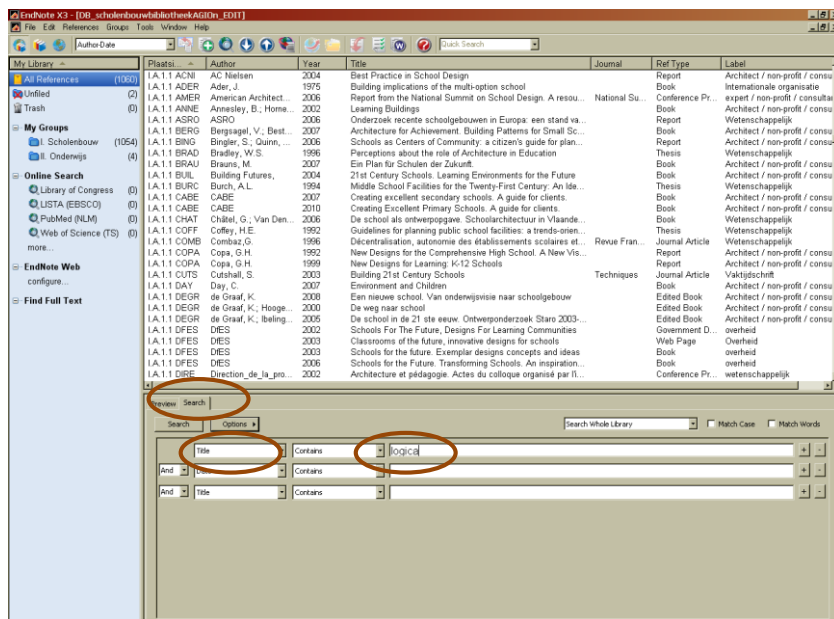 EndNote X3 - [DB_scholenbouwbibliotheekAGIOn_EDIT]
File Edit References Groups Tools Window Help
Author-Date Quick Search
My Library Plaatsi... Author Year Title Journal Ref Type Label
All References (1060)
Unfiled (2)
Trash (0)
My Groups
I. Scholenbouw (1054)
II. Onderwijs (4)
Online Search
Library of Congress (0)
LISTA (EBSCO) (0)
PubMed (NLM) (0)
Web of Science (TS) (0)
more...
EndNote Web
configure...
Find Full Text
I.A.1.1 ACNI AC Nielsen 2004 Best Practice in School Design Report Architect / non-profit / consu
I.A.1.1 ADER Ader, J. 1975 Building implications of the multi-option school Book Internationale organisatie
I.A.1.1 AMER American Architect... 2006 Report from the National Summit on School Design. A resou... National Su... Conference Pr... expert / non-profit / consultan
I.A.1.1 ANNE Annesley, B.; Home... 2002 Learning Buildings Book Architect / non-profit / consu
I.A.1.1 ASRO ASRO 2006 Onderzoek recente schoolgebouwen in Europa: een stand va... Report Wetenschappelijk
I.A.1.1 BERG Bergsagel, V.; Best... 2007 Architecture for Achievement. Building Patterns for Small Sc... Book Architect / non-profit / consu
I.A.1.1 BING Bingler, S.; Quinn, ... 2006 Schools as Centers of Community: a citizen's guide for plan... Report Architect / non-profit / consu
I.A.1.1 BRAD Bradley, W.S. 1996 Perceptions about the role of Architecture in Education Thesis Wetenschappelijk
I.A.1.1 BRAU Brauns, M. 2007 Ein Plan für Schulen der Zukunft. Book Architect / non-profit / consu
I.A.1.1 BUIL Building Futures, 2004 21st Century Schools. Learning Environments for the Future Book Architect / non-profit / consu
I.A.1.1 BURC Burch, A.L. 1994 Middle School Facilities for the Twenty-First Century: An Ide... Thesis Wetenschappelijk
I.A.1.1 CABE CABE 2007 Creating excellent secondary schools. A guide for clients. Book Architect / non-profit / consu
I.A.1.1 CABE CABE 2010 Creating Excellent Primary Schools. A guide for clients. Book Architect / non-profit / consu
I.A.1.1 CHAT Châtel, G.; Van Den... 2006 De school als ontwerpopgave. Schoolarchitectuur in Vlaande... Book Architect / non-profit / consu
I.A.1.1 COFF Coffey, H.E. 1992 Guidelines for planning public school facilities: a trends-orien... Thesis Wetenschappelijk
I.A.1.1 COMB Combaz,G. 1996 Décentralisation, autonomie des établissements scolaires et... Revue Fran... Journal Article Wetenschappelijk
I.A.1.1 COPA Copa, G.H. 1992 New Designs for the Comprehensive High School. A New Vis... Report Architect / non-profit / consu
I.A.1.1 COPA Copa, G.H. 1999 New Designs for Learning: K-12 Schools Report Architect / non-profit / consu
I.A.1.1 CUTS Cutshall, S. 2003 Building 21st Century Schools Techniques Journal Article Vaktijdschrift
I.A.1.1 DAY Day, C. 2007 Environment and Children Book Architect / non-profit / consu
I.A.1.1 DEGR de Graaf, K. 2008 Een nieuwe school. Van onderwijsvisie naar schoolgebouw Edited Book Architect / non-profit / consu
I.A.1.1 DEGR de Graaf, K.; Hooge... 2000 De weg naar school Edited Book Architect / non-profit / consu
I.A.1.1 DEGR de Graaf, K.; Ibeling... 2005 De school in de 21 ste eeuw. Ontwerponderzoek Staro 2003-... Edited Book Architect / non-profit / consu
I.A.1.1 DFES DfES 2002 Schools For The Future, Designs For Learning Communities Government D... overheid
I.A.1.1 DFES DfES 2003 Classrooms of the future, innovative designs for schools Web Page Overheid
I.A.1.1 DFES DfES 2003 Schools for the future. Exemplar designs concepts and ideas Book overheid
I.A.1.1 DFES DfES 2006 Schools for the Future. Transforming Schools. An inspiration... Book overheid
I.A.1.1 DIRE Direction_de_la_pro... 2002 Architecture et pédagogie. Actes du colloque organisé par l'i... Conference Pr... wetenschappelijk
Preview Search
Search Options Search Whole Library Match Case Match Words
Title Contains logica + -
And Contains + -
And Title Contains + -